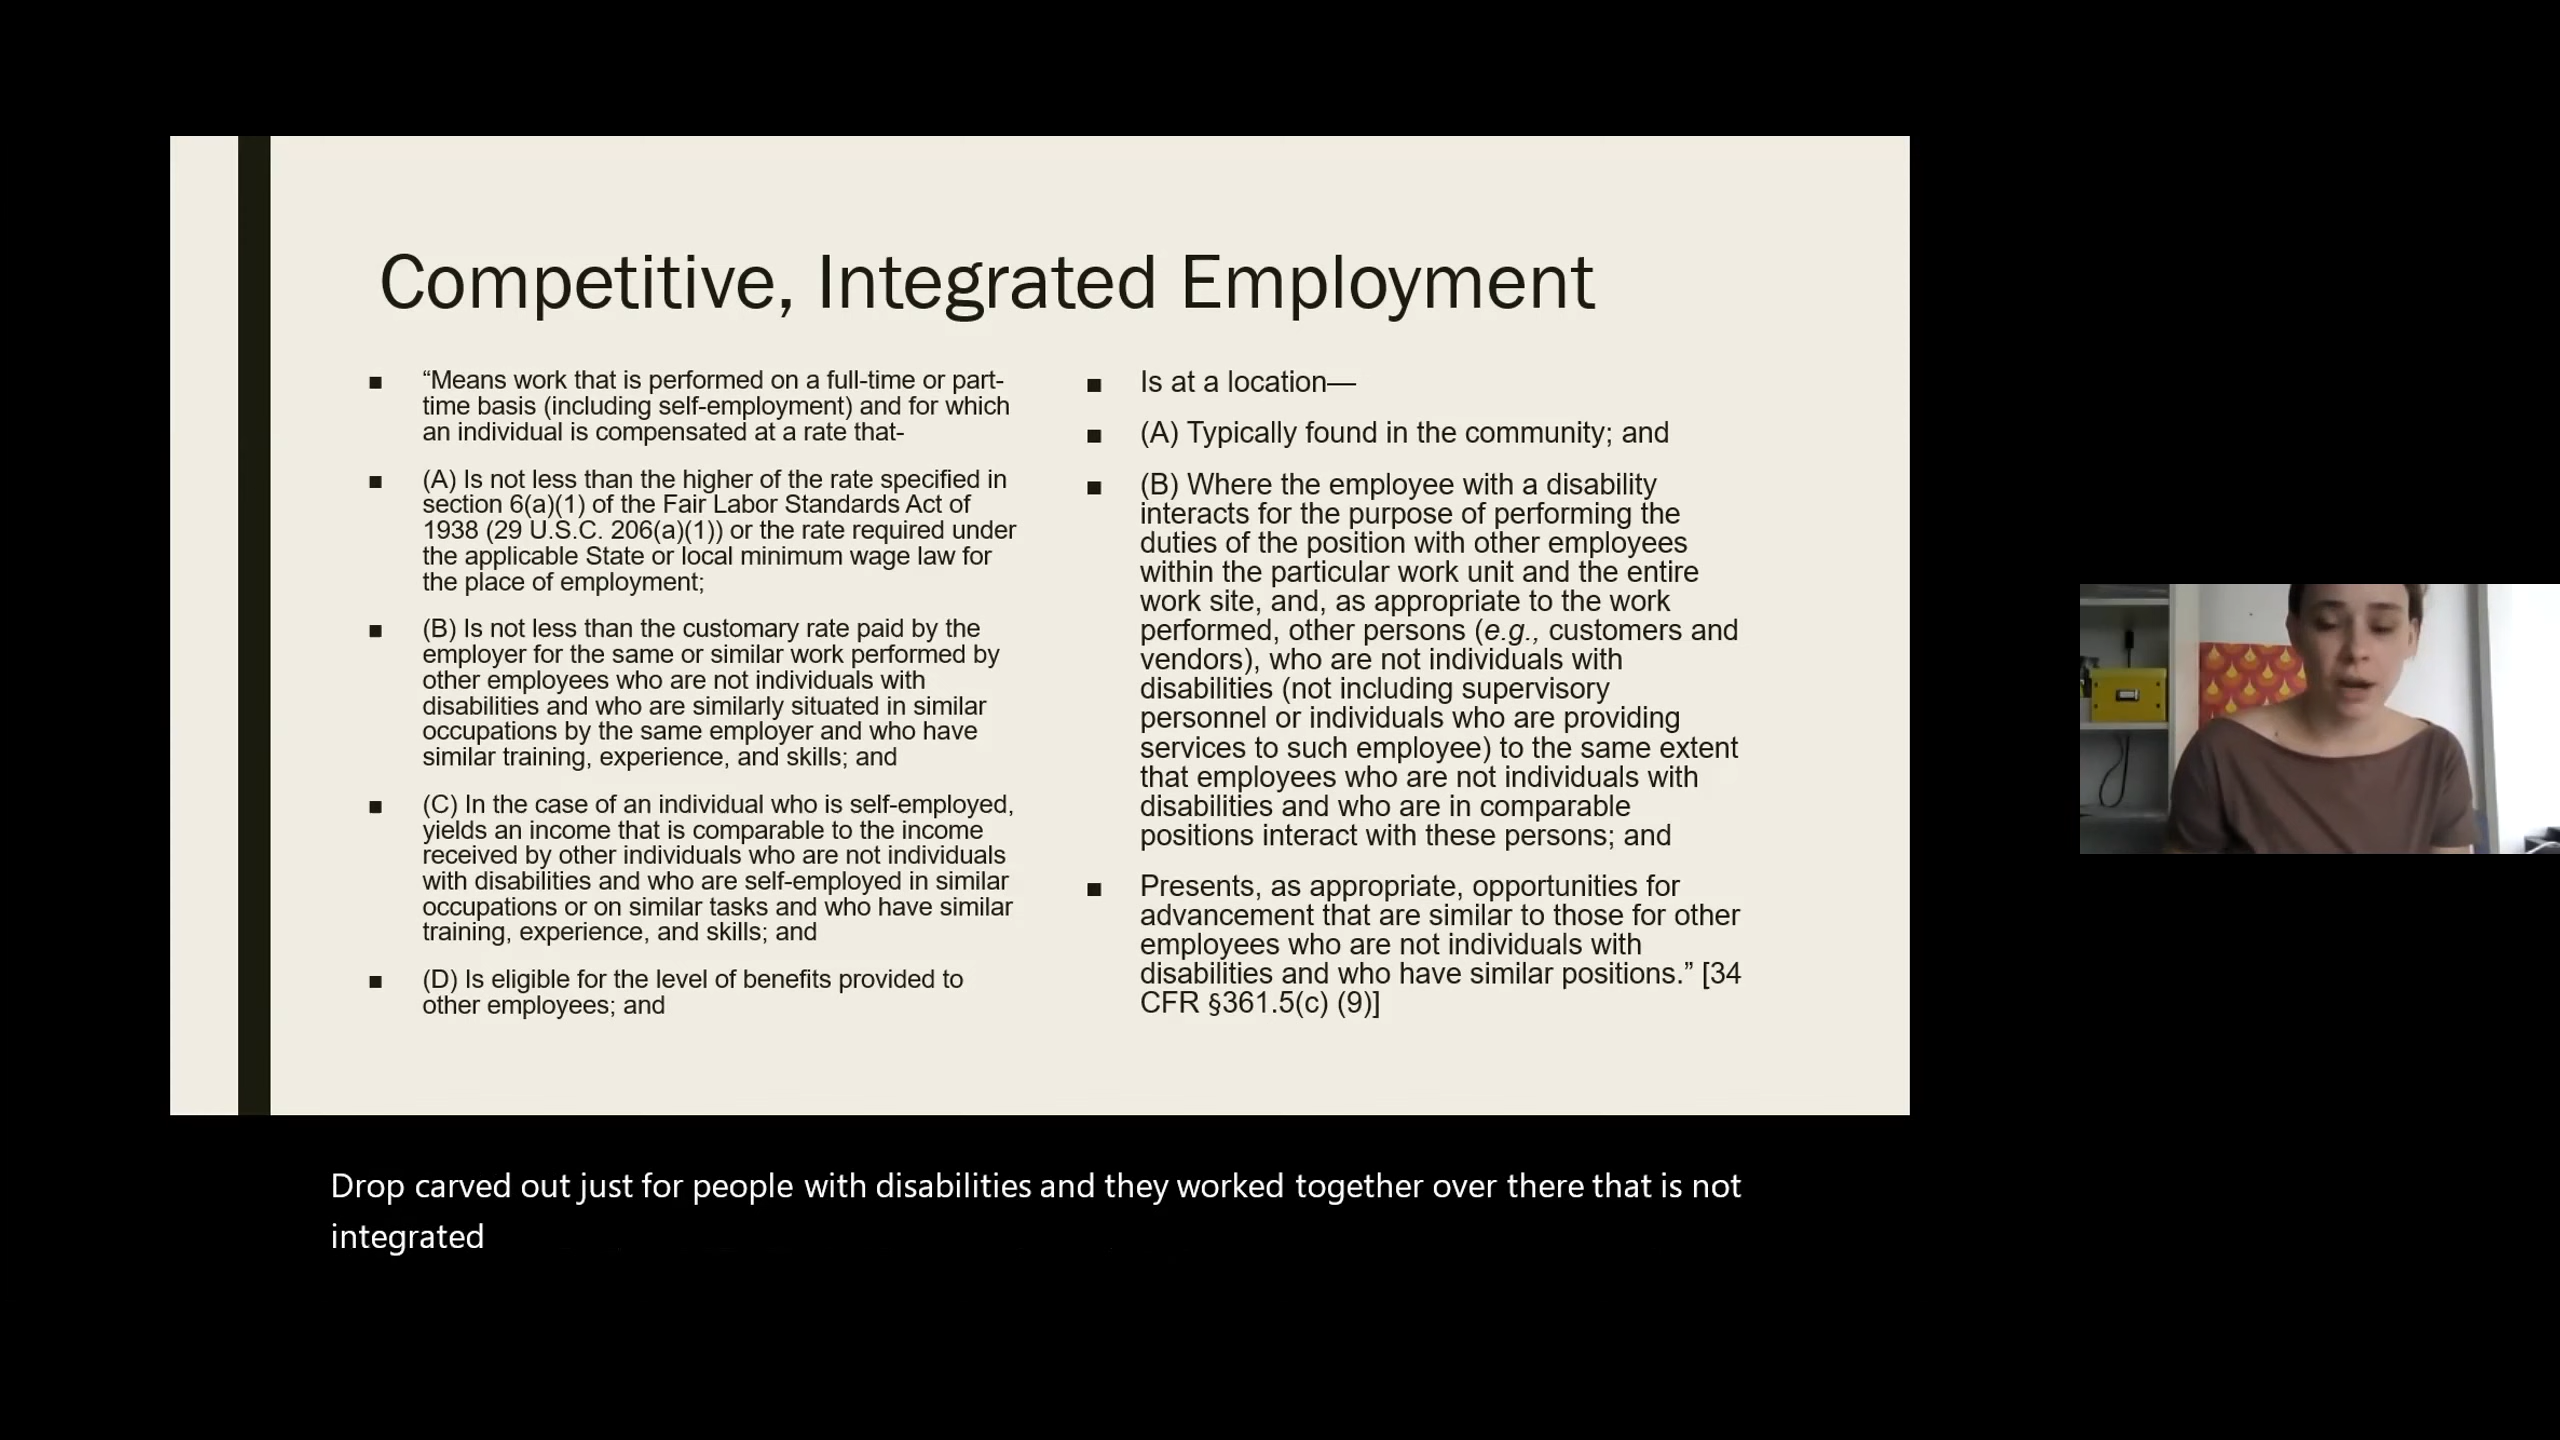 Competitive, Integrated Employment
■ “Means work that is performed on a full-time or part-
time basis (including self-employment) and for which
an individual is compensated at a rate that-
■ (A) Is not less than the higher of the rate specified in
section 6(a)(1) of the Fair Labor Standards Act of
1938 (29 U.S.C. 206(a)(1)) or the rate required under
the applicable State or local minimum wage law for
the place of employment;
■ (B) Is not less than the customary rate paid by the
employer for the same or similar work performed by
other employees who are not individuals with
disabilities and who are similarly situated in similar
occupations by the same employer and who have
similar training, experience, and skills; and
■ (C) In the case of an individual who is self-employed,
yields an income that is comparable to the income
received by other individuals who are not individuals
with disabilities and who are self-employed in similar
occupations or on similar tasks and who have similar
training, experience, and skills; and
■ (D) Is eligible for the level of benefits provided to
other employees; and
■ Is at a location—
■ (A) Typically found in the community; and
■ (B) Where the employee with a disability
interacts for the purpose of performing the
duties of the position with other employees
within the particular work unit and the entire
work site, and, as appropriate to the work
performed, other persons (e.g., customers and
vendors), who are not individuals with
disabilities (not including supervisory
personnel or individuals who are providing
services to such employee) to the same extent
that employees who are not individuals with
disabilities and who are in comparable
positions interact with these persons; and
■ Presents, as appropriate, opportunities for
advancement that are similar to those for other
employees who are not individuals with
disabilities and who have similar positions.” [34
CFR §361.5(c) (9)]
Drop carved out just for people with disabilities and they worked together over there that is not
integrated